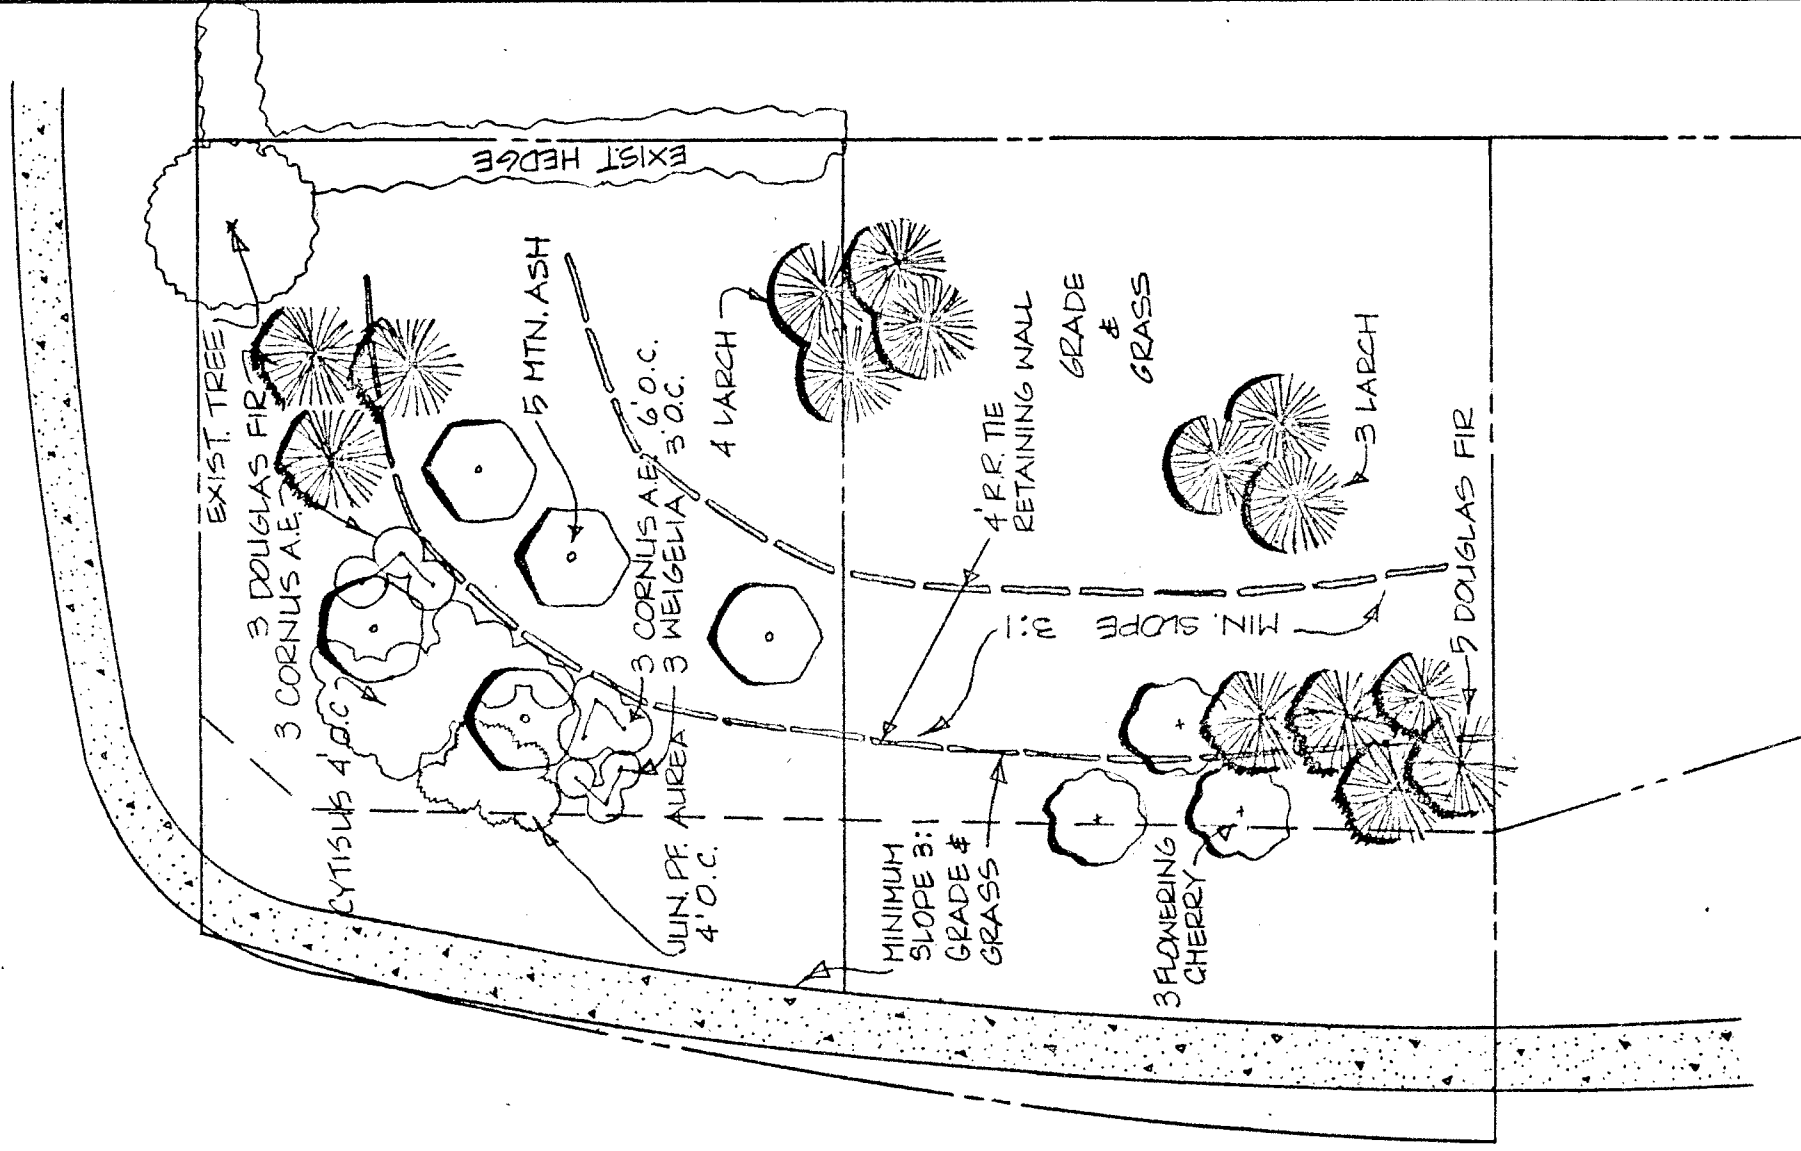 EXIST. HEDGE
EXIST. TREE
3 DOUGLAS FIR
3 CORNUS A.E.
CYTISUS 4' O.C.
5 MTN. ASH
3 CORNUS A.E. 6' O.C.
3 WEIGELIA 3' O.C.
JUN. PF. AUREA
4' O.C.
4 LARCH
4' R.R. TIE
RETAINING WALL
GRADE
&
GRASS
3 LARCH
5 DOUGLAS FIR
MIN. SLOPE 3:1
MINIMUM
SLOPE 3:1
GRADE &
GRASS
3 FLOWERING
CHERRY